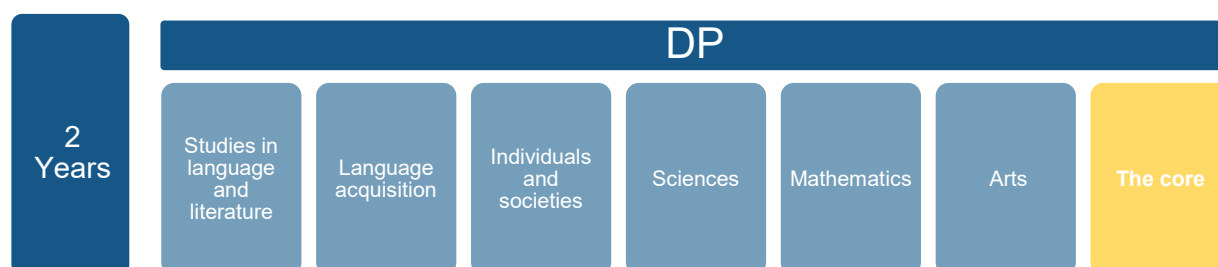 2
Years
DP
Studies in
language
and
literature
Language
acquisition
Individuals
and
societies
Sciences
Mathematics
Arts
The core